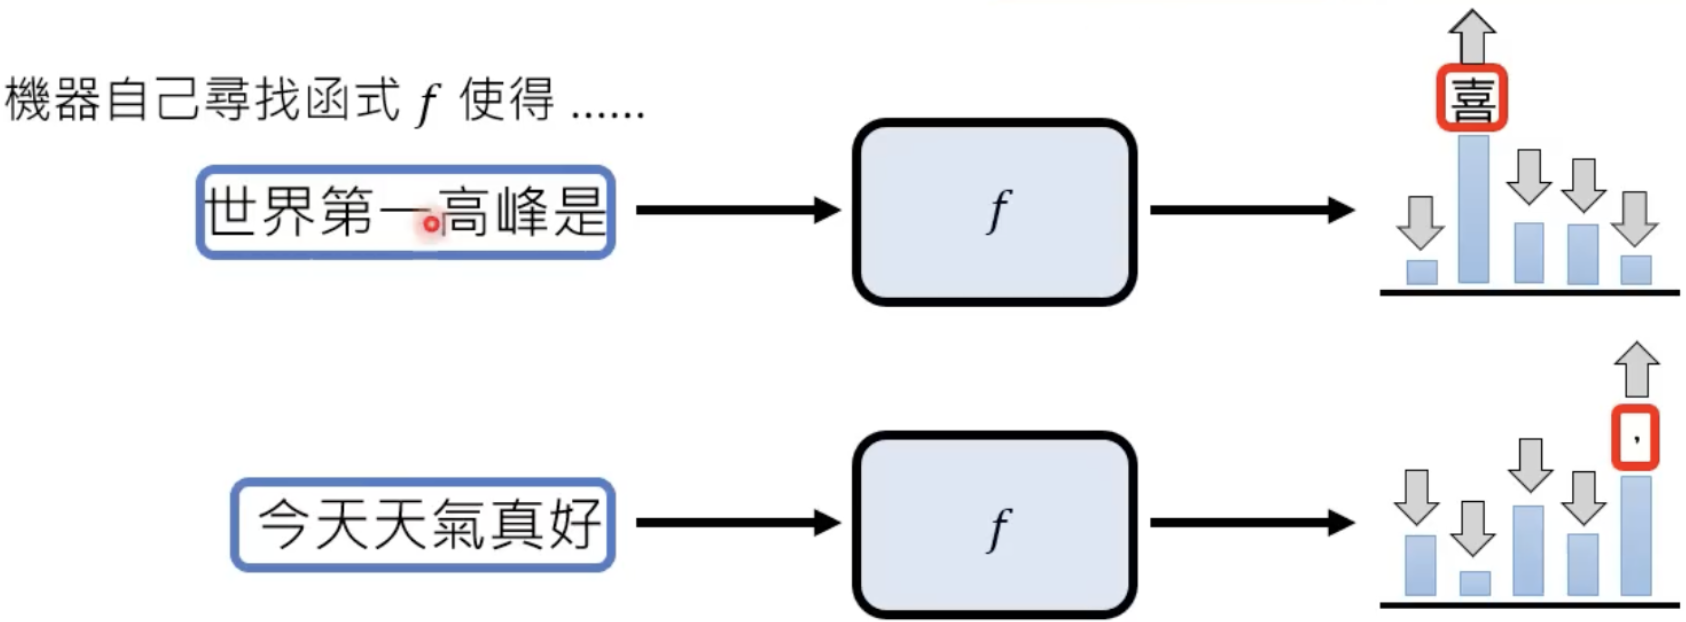 機器自己尋找函式 f 使得 ......
世界第一高峰是
f
喜
今天天氣真好
f
，